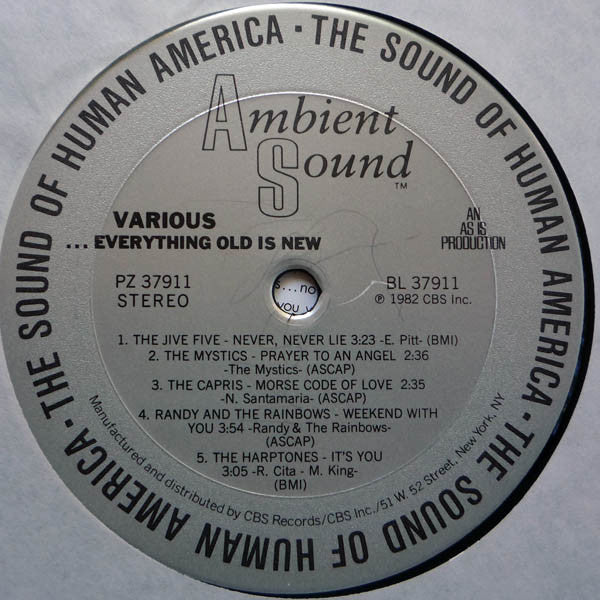 THE SOUND OF HUMAN AMERICA · THE SOUND OF HUMAN AMERICA · THE SOUND OF HUMAN AMERICA ·
Ambient
Sound
TM
VARIOUS
...EVERYTHING OLD IS NEW
AN
AS IS
PRODUCTION
PZ 37911
STEREO
BL 37911
℗ 1982 CBS Inc.
s...no
you
1. THE JIVE FIVE - NEVER, NEVER LIE 3:23 -E. Pitt- (BMI)
2. THE MYSTICS - PRAYER TO AN ANGEL 2:36
-The Mystics- (ASCAP)
3. THE CAPRIS - MORSE CODE OF LOVE 2:35
-N. Santamaria- (ASCAP)
4. RANDY AND THE RAINBOWS - WEEKEND WITH
YOU 3:54 -Randy & The Rainbows-
(ASCAP)
5. THE HARPTONES - IT'S YOU
3:05 -R. Cita - M. King-
(BMI)
Manufactured and distributed by CBS Records/CBS Inc./51 W. 52 Street, New York, NY